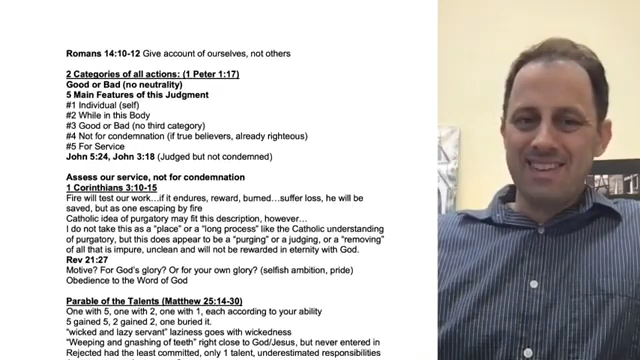 Romans 14:10-12 Give account of ourselves, not others
2 Categories of all actions: (1 Peter 1:17)
Good or Bad (no neutrality)
5 Main Features of this Judgment
#1 Individual (self)
#2 While in this Body
#3 Good or Bad (no third category)
#4 Not for condemnation (if true believers, already righteous)
#5 For Service
John 5:24, John 3:18 (Judged but not condemned)
Assess our service, not for condemnation
1 Corinthians 3:10-15
Fire will test our work…if it endures, reward, burned…suffer loss, he will be
saved, but as one escaping by fire
Catholic idea of purgatory may fit this description, however…
I do not take this as a “place” or a “long process” like the Catholic understanding
of purgatory, but this does appear to be a “purging” or a judging, or a “removing”
of all that is impure, unclean and will not be rewarded in eternity with God.
Rev 21:27
Motive? For God’s glory? Or for your own glory? (selfish ambition, pride)
Obedience to the Word of God
Parable of the Talents (Matthew 25:14-30)
One with 5, one with 2, one with 1, each according to your ability
5 gained 5, 2 gained 2, one buried it.
“wicked and lazy servant” laziness goes with wickedness
“Weeping and gnashing of teeth” right close to God/Jesus, but never entered in
Rejected had the least committed, only 1 talent, underestimated responsibilities